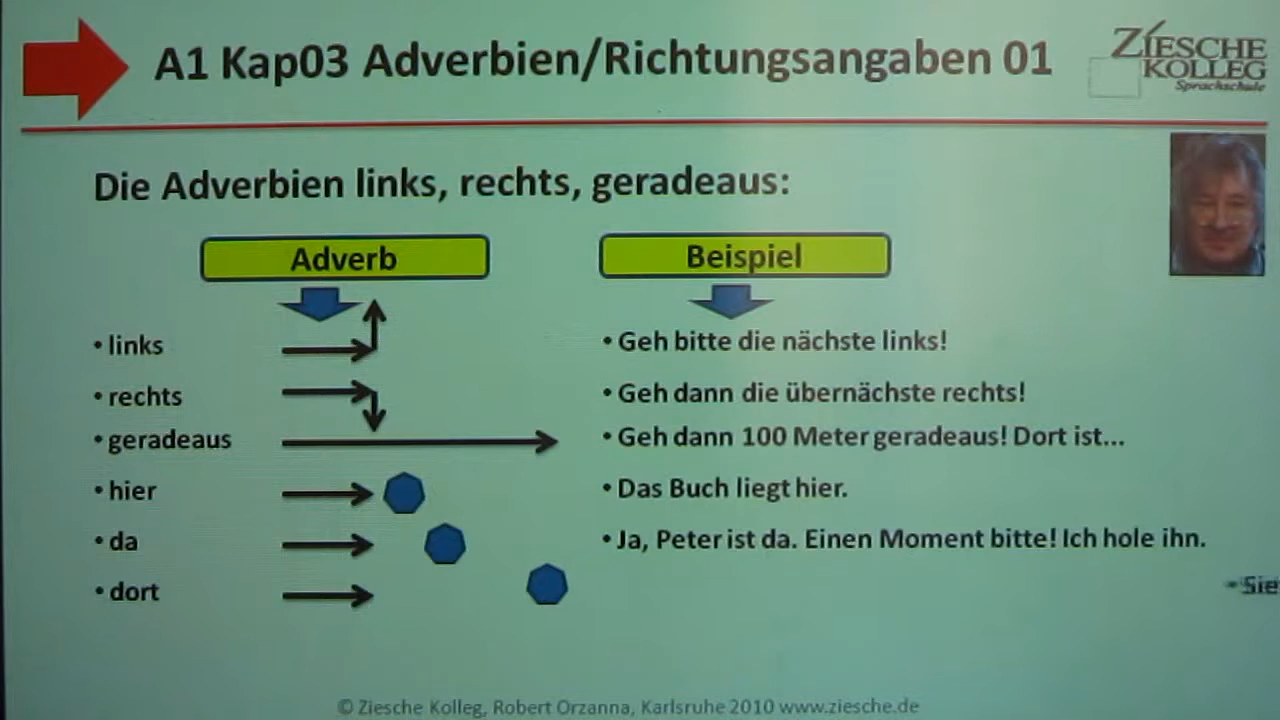 A1 Kap03 Adverbien/Richtungsangaben 01
ZIESCHE
KOLLEG
Sprachschule
Die Adverbien links, rechts, geradeaus:
Adverb
Beispiel
• links
• Geh bitte die nächste links!
• rechts
• Geh dann die übernächste rechts!
• geradeaus
• Geh dann 100 Meter geradeaus! Dort ist...
• hier
• Das Buch liegt hier.
• da
• Ja, Peter ist da. Einen Moment bitte! Ich hole ihn.
• dort
• Sie
© Ziesche Kolleg, Robert Orzanna, Karlsruhe 2010 www.ziesche.de